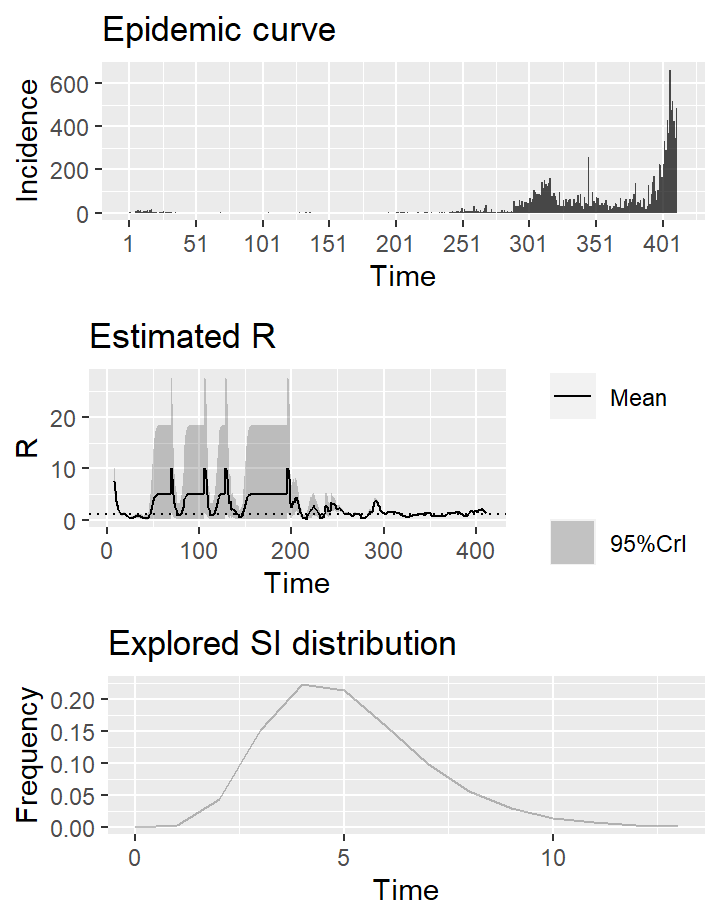 Epidemic curve
Incidence
600
400
200
0
1 51 101 151 201 251 301 351 401
Time
Estimated R
R
20
10
0
0 100 200 300 400
Time
Mean
95%CrI
Explored SI distribution
Frequency
0.20
0.15
0.10
0.05
0.00
0 5 10
Time